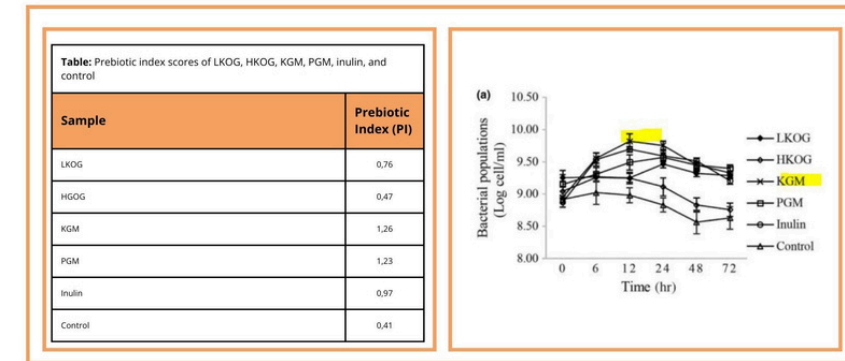 Table: Prebiotic index scores of LKOG, HKOG, KGM, PGM, inulin, and
control
Sample
Prebiotic
Index (PI)
LKOG
0,76
HGOG
0,47
KGM
1,26
PGM
1,23
Inulin
0,97
Control
0,41
(a)
Bacterial populations
(Log cell/ml)
10.50
10.00
9.50
9.00
8.50
8.00
0 6 12 24 48 72
Time (hr)
LKOG
HKOG
KGM
PGM
Inulin
Control